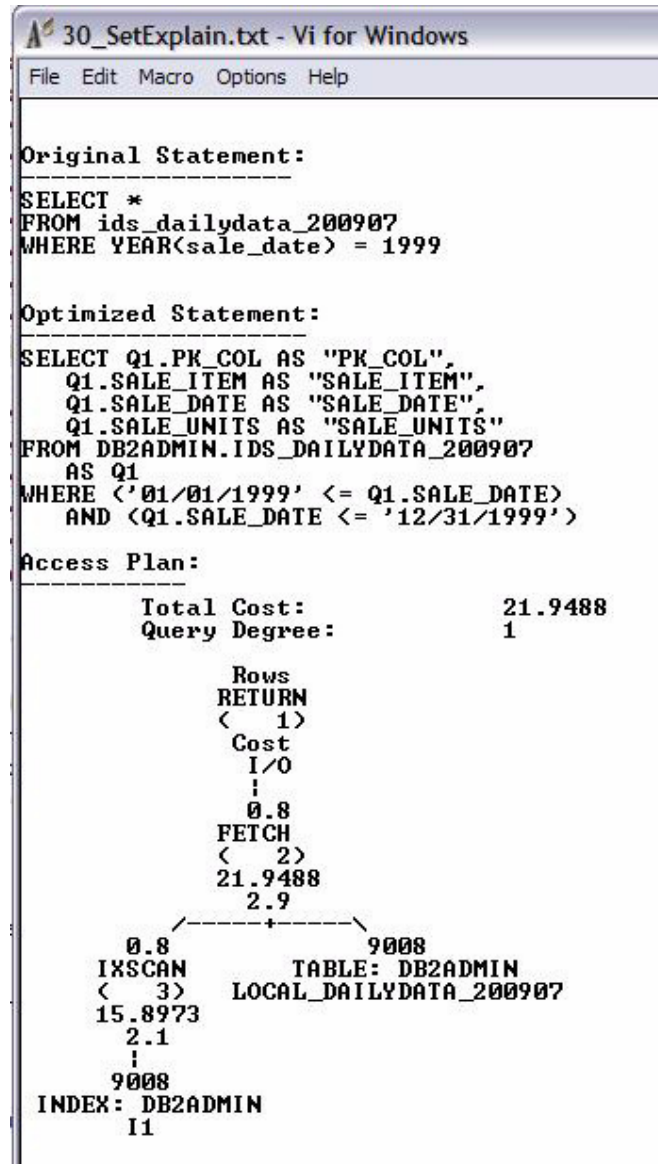 30_SetExplain.txt - Vi for Windows
File Edit Macro Options Help
Original Statement:
-------------------
SELECT *
FROM ids_dailydata_200907
WHERE YEAR(sale_date) = 1999
Optimized Statement:
--------------------
SELECT Q1.PK_COL AS "PK_COL",
Q1.SALE_ITEM AS "SALE_ITEM",
Q1.SALE_DATE AS "SALE_DATE",
Q1.SALE_UNITS AS "SALE_UNITS"
FROM DB2ADMIN.IDS_DAILYDATA_200907
AS Q1
WHERE ('01/01/1999' <= Q1.SALE_DATE)
AND (Q1.SALE_DATE <= '12/31/1999')
Access Plan:
------------
Total Cost: 21.9488
Query Degree: 1
Rows
RETURN
( 1)
Cost
I/O
¦
0.8
FETCH
( 2)
21.9488
2.9
/-----+-----\
0.8 9008
IXSCAN TABLE: DB2ADMIN
( 3) LOCAL_DAILYDATA_200907
15.8973
2.1
¦
9008
INDEX: DB2ADMIN
I1